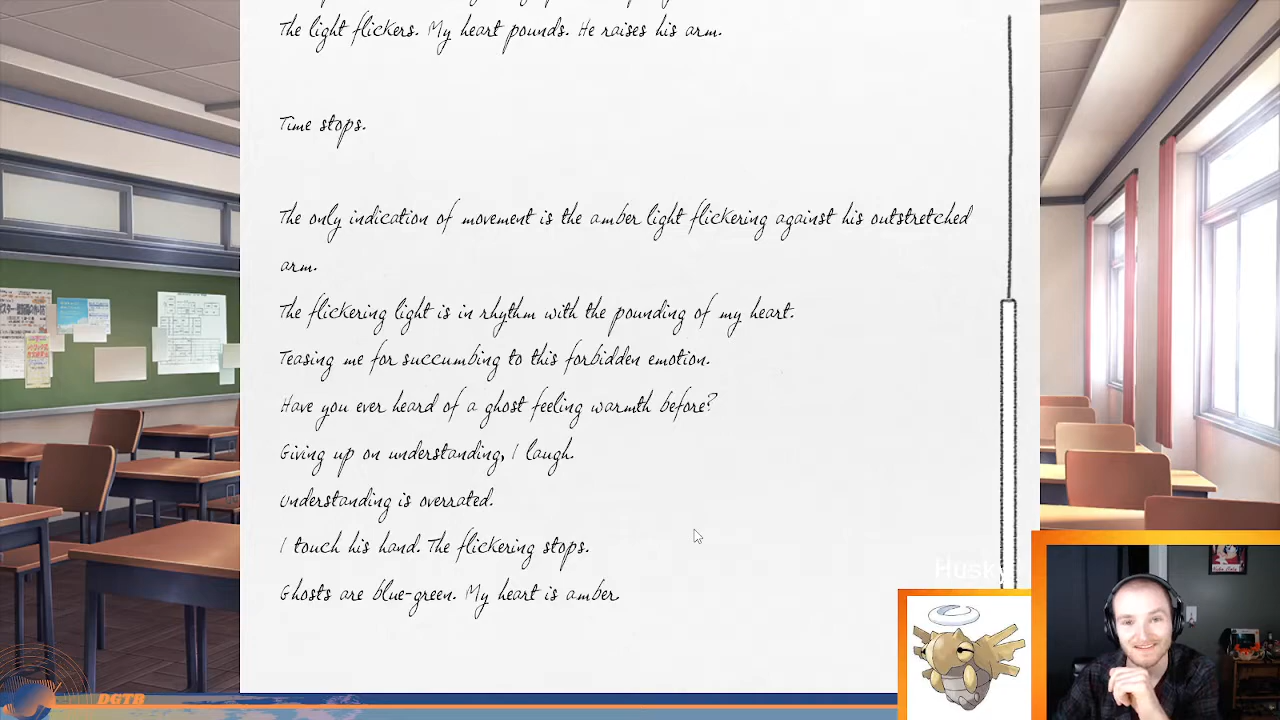 The light flickers. My heart pounds. He raises his arm.
Time stops.
The only indication of movement is the amber light flickering against his outstretched
arm.
The flickering light is in rhythm with the pounding of my heart.
Teasing me for succumbing to this forbidden emotion.
Have you ever heard of a ghost feeling warmth before?
Giving up on understanding, I laugh.
Understanding is overrated.
I touch his hand. The flickering stops.
Ghosts are blue-green. My heart is amber
Husky
DGTB